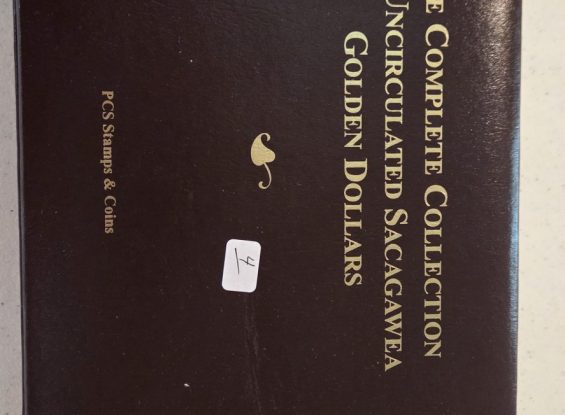 E COMPLETE COLLECTION
UNCIRCULATED SACAGAWEA
GOLDEN DOLLARS
4
PCS Stamps & Coins